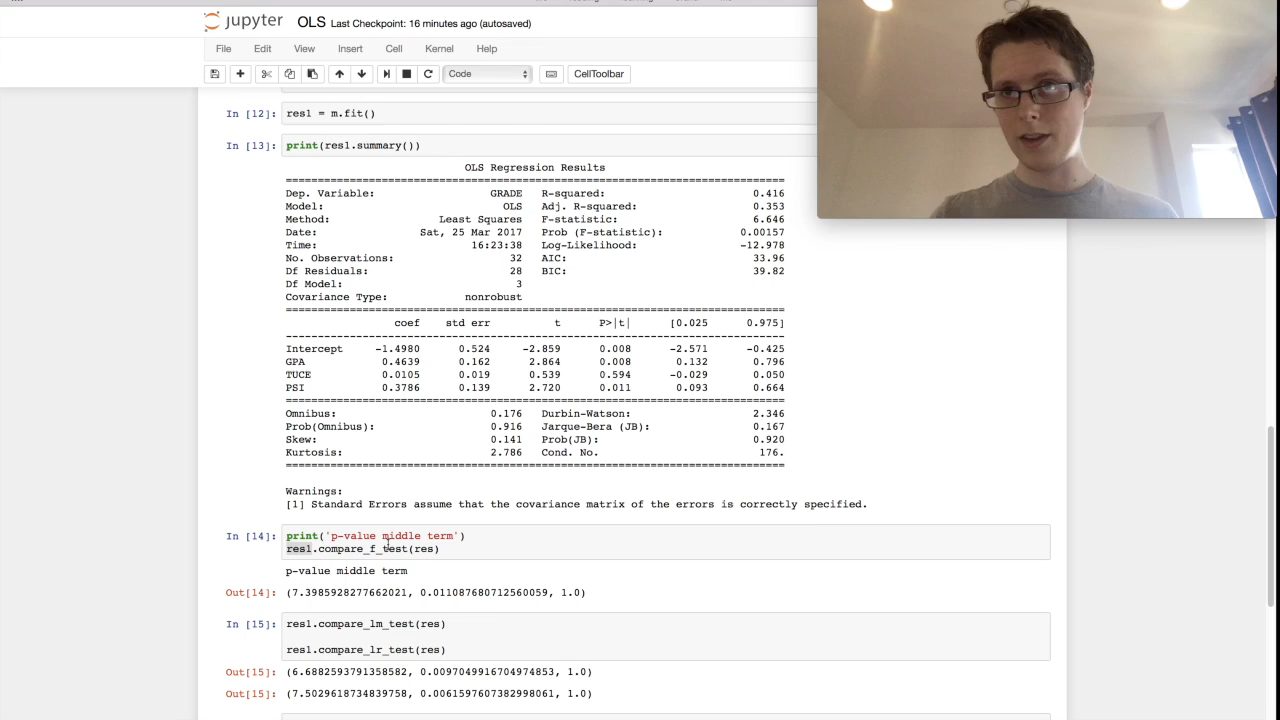 jupyter OLS Last Checkpoint: 16 minutes ago (autosaved)
File Edit View Insert Cell Kernel Help
Code CellToolbar
In [12]: res1 = m.fit()
In [13]: print(res1.summary())
OLS Regression Results
==============================================================================
Dep. Variable: GRADE R-squared: 0.416
Model: OLS Adj. R-squared: 0.353
Method: Least Squares F-statistic: 6.646
Date: Sat, 25 Mar 2017 Prob (F-statistic): 0.00157
Time: 16:23:38 Log-Likelihood: -12.978
No. Observations: 32 AIC: 33.96
Df Residuals: 28 BIC: 39.82
Df Model: 3
Covariance Type: nonrobust
==============================================================================
coef std err t P>|t| [0.025 0.975]
------------------------------------------------------------------------------
Intercept -1.4980 0.524 -2.859 0.008 -2.571 -0.425
GPA 0.4639 0.162 2.864 0.008 0.132 0.796
TUCE 0.0105 0.019 0.539 0.594 -0.029 0.050
PSI 0.3786 0.139 2.720 0.011 0.093 0.664
==============================================================================
Omnibus: 0.176 Durbin-Watson: 2.346
Prob(Omnibus): 0.916 Jarque-Bera (JB): 0.167
Skew: 0.141 Prob(JB): 0.920
Kurtosis: 2.786 Cond. No. 176.
==============================================================================
Warnings:
[1] Standard Errors assume that the covariance matrix of the errors is correctly specified.
In [14]: print('p-value middle term')
res1.compare_f_test(res)
p-value middle term
Out[14]: (7.3985928277662021, 0.011087680712560059, 1.0)
In [15]: res1.compare_lm_test(res)
res1.compare_lr_test(res)
Out[15]: (6.6882593791358582, 0.0097049916704974853, 1.0)
Out[15]: (7.5029618734839758, 0.0061597607382998061, 1.0)